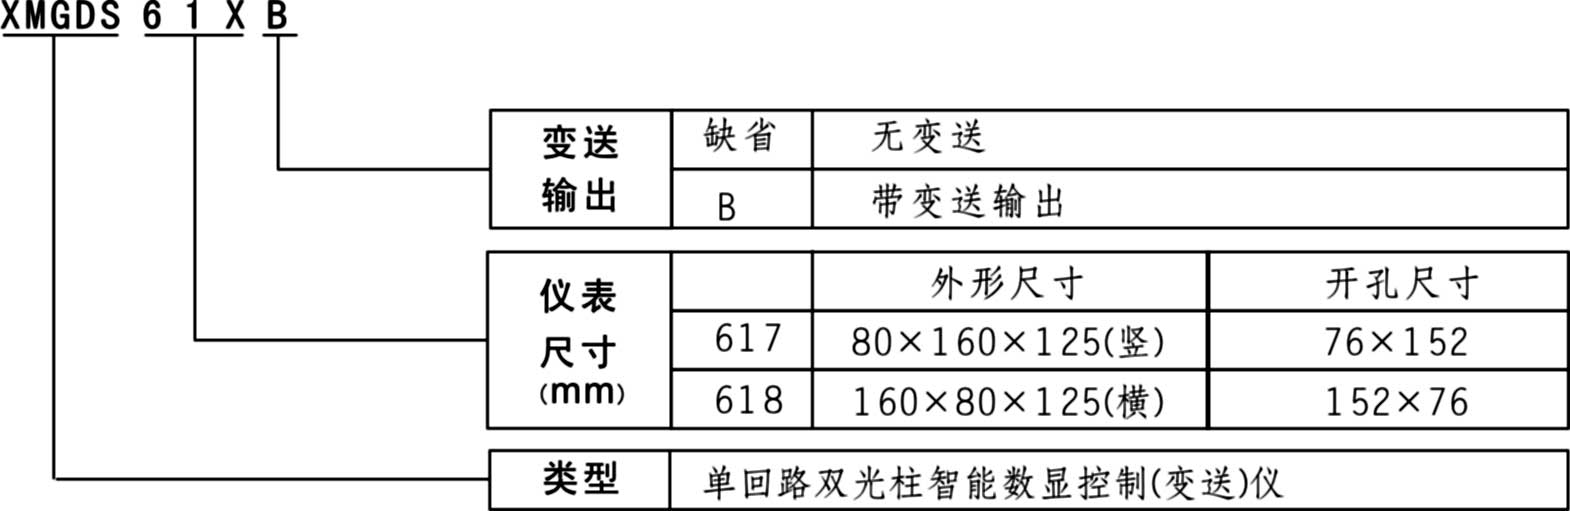 XMGDS 6 1 X B
变送 缺省 无变送
输出 B 带变送输出
仪表 外形尺寸 开孔尺寸
尺寸 617 80×160×125(竖) 76×152
(mm) 618 160×80×125(横) 152×76
类型 单回路双光柱智能数显控制(变送)仪